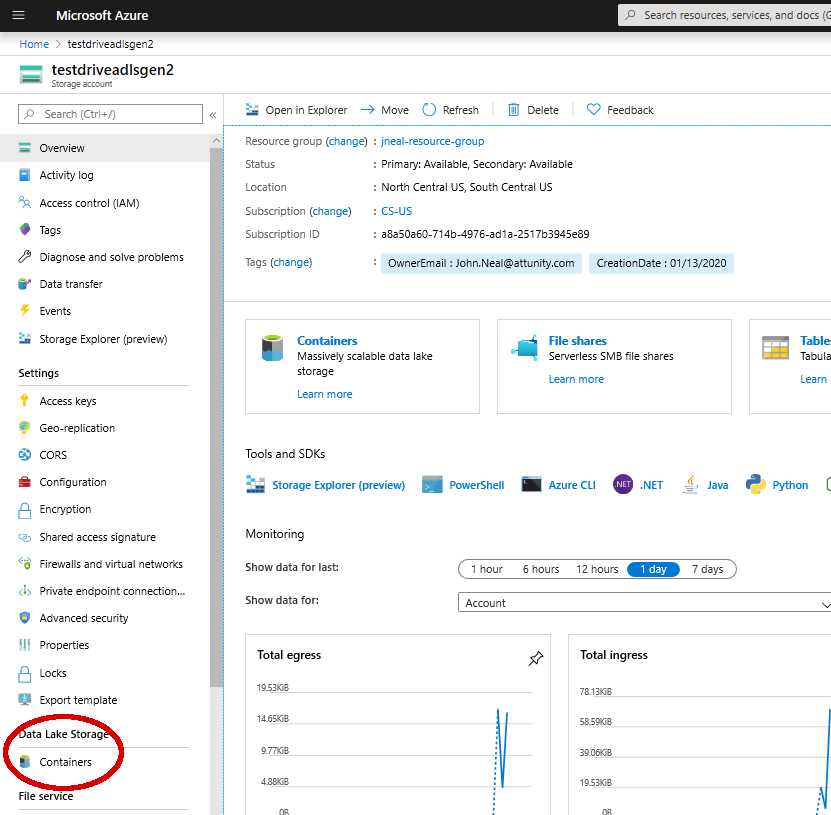 Microsoft Azure
Search resources, services, and docs (G
Home > testdriveadlsgen2
testdriveadlsgen2
Storage account
Search (Ctrl+/)
«
Overview
Activity log
Access control (IAM)
Tags
Diagnose and solve problems
Data transfer
Events
Storage Explorer (preview)
Settings
Access keys
Geo-replication
CORS
Configuration
Encryption
Shared access signature
Firewalls and virtual networks
Private endpoint connection...
Advanced security
Properties
Locks
Export template
Data Lake Storage
Containers
File service
Open in Explorer
Move
Refresh
Delete
Feedback
Resource group (change) : jneal-resource-group
Status : Primary: Available, Secondary: Available
Location : North Central US, South Central US
Subscription (change) : CS-US
Subscription ID : a8a50a60-714b-4976-ad1a-2517b3945e89
Tags (change) : OwnerEmail : John.Neal@attunity.com CreationDate : 01/13/2020
Containers
Massively scalable data lake
storage
Learn more
File shares
Serverless SMB file shares
Learn more
Tables
Tabula
Learn
Tools and SDKs
Storage Explorer (preview)
PowerShell
Azure CLI
NET
.NET
Java
Python
Monitoring
Show data for last:
1 hour 6 hours 12 hours 1 day 7 days
Show data for:
Account
Total egress
19.53KiB
14.65KiB
9.77KiB
4.88KiB
0B
Total ingress
78.13KiB
58.59KiB
39.06KiB
19.53KiB
0B